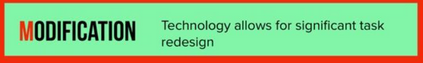 MODIFICATION
Technology allows for significant task
redesign